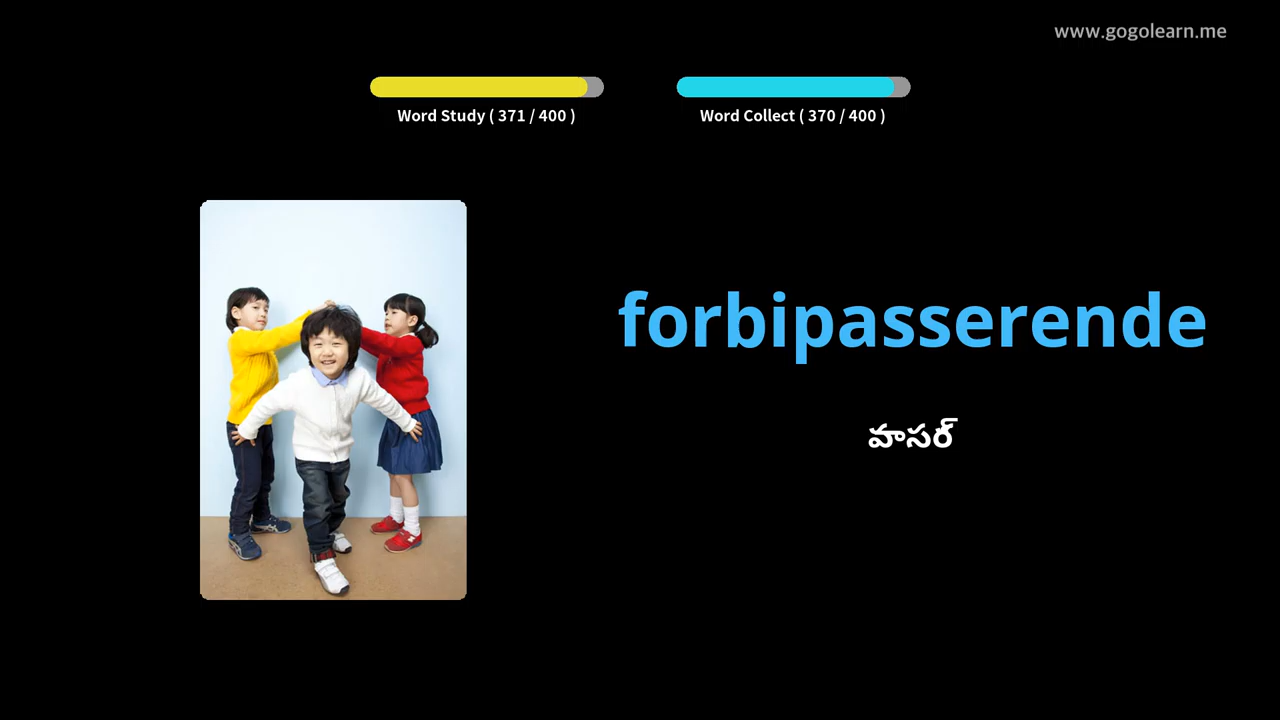 www.gogolearn.me
Word Study ( 371 / 400 )
Word Collect ( 370 / 400 )
forbipasserende
వాసర్